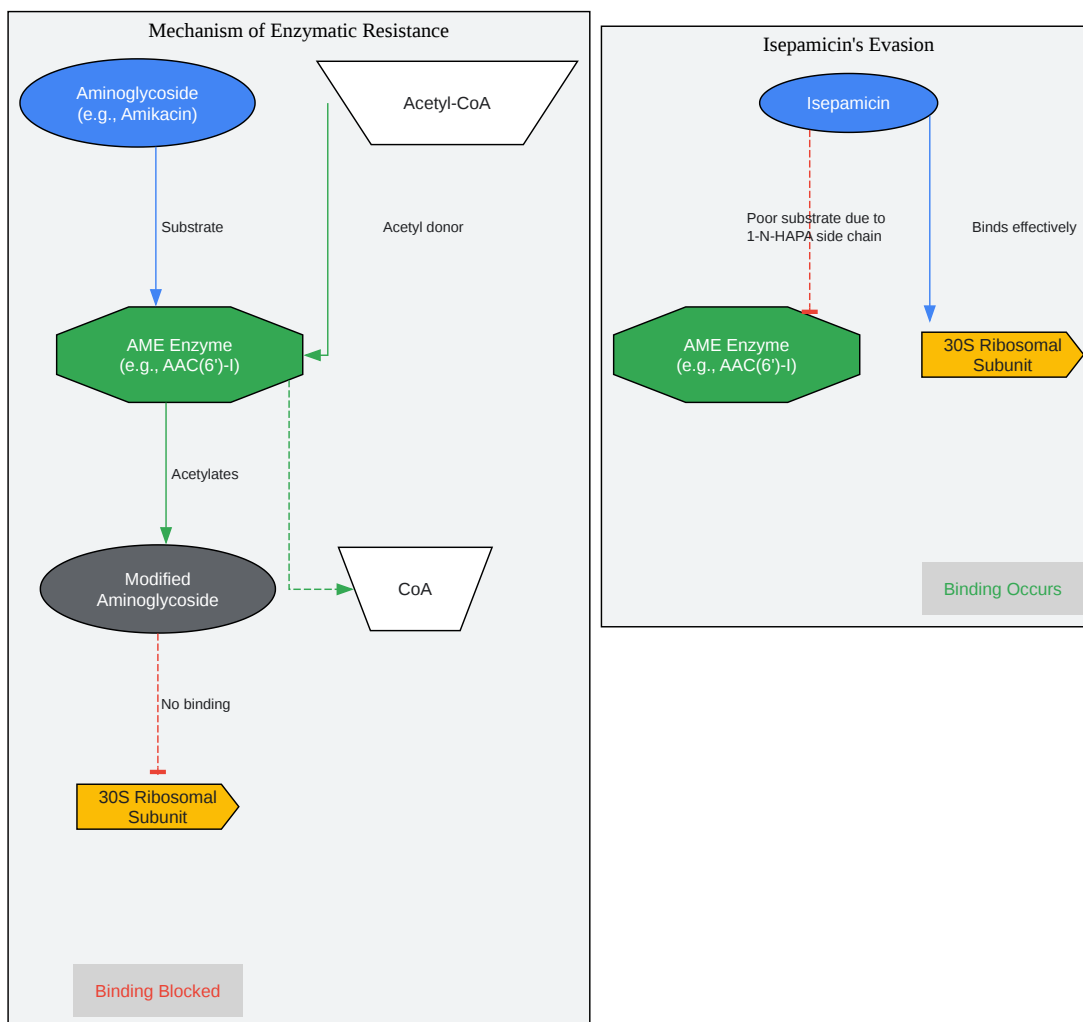 Mechanism of Enzymatic Resistance
Aminoglycoside
(e.g., Amikacin)
Acetyl-CoA
Substrate
Acetyl donor
AME Enzyme
(e.g., AAC(6')-I)
Acetylates
Modified
Aminoglycoside
CoA
No binding
30S Ribosomal
Subunit
Binding Blocked
Isepamicin's Evasion
Isepamicin
Poor substrate due to
1-N-HAPA side chain
Binds effectively
AME Enzyme
(e.g., AAC(6')-I)
30S Ribosomal
Subunit
Binding Occurs